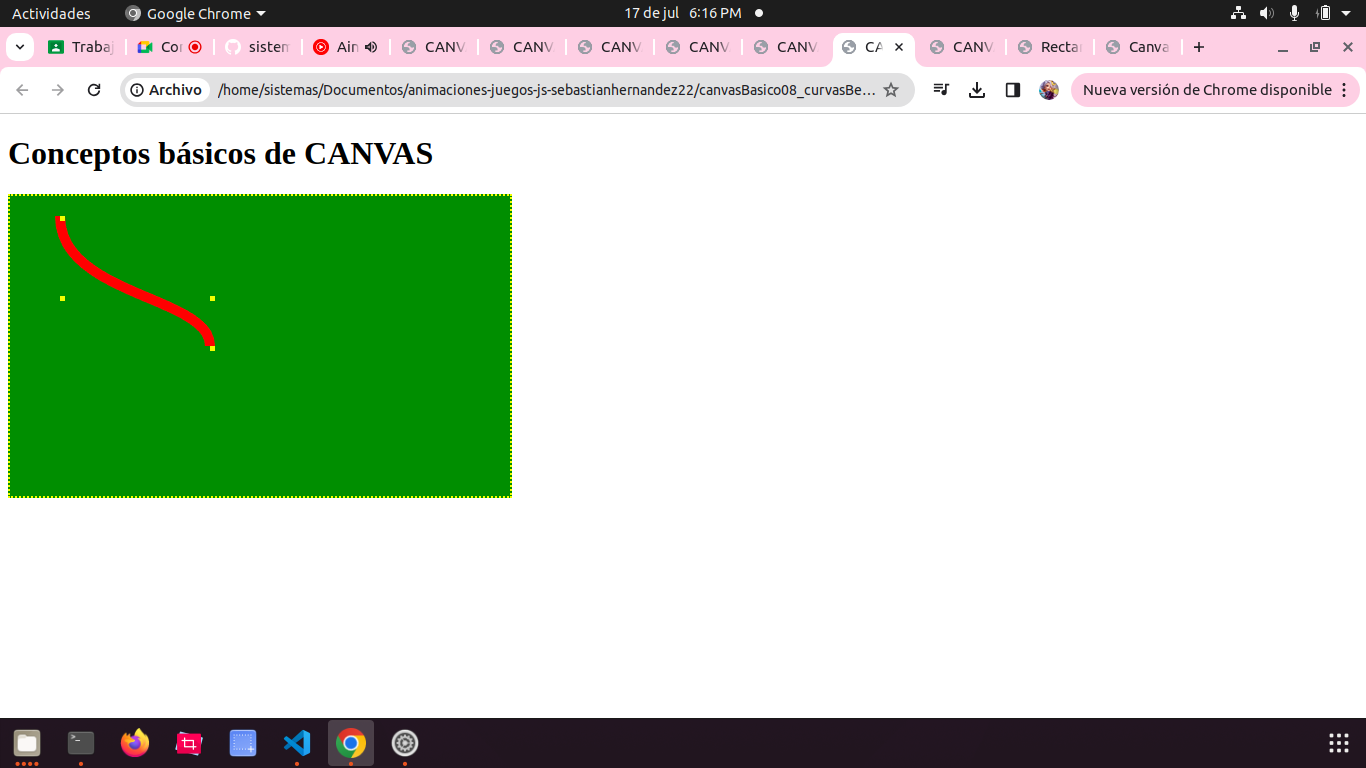 Actividades Google Chrome 17 de jul 6:16 PM
Trabaj Con sistem Ain CANV CANV CANV CANV CANV CA CANV Rectan Canva
Archivo /home/sistemas/Documentos/animaciones-juegos-js-sebastianhernandez22/canvasBasico08_curvasBe… Nueva versión de Chrome disponible
Conceptos básicos de CANVAS